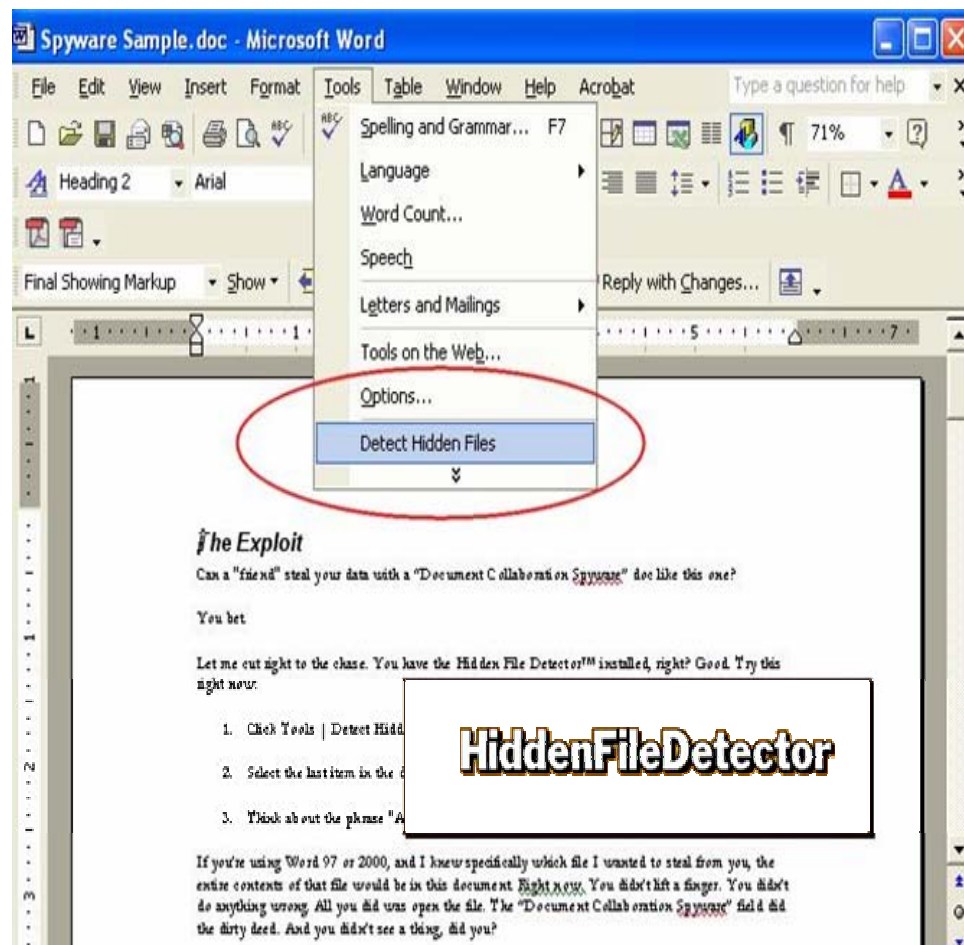 Spyware Sample.doc - Microsoft Word
File Edit View Insert Format Tools Table Window Help Acrobat Type a question for help
ABC ABC Spelling and Grammar... F7 71%
Heading 2 Arial Language
Word Count...
Speech
Final Showing Markup Show Reply with Changes...
Letters and Mailings
L 1 1 5 7
Tools on the Web...
Options...
Detect Hidden Files
The Exploit
Can a "friend" steal your data with a “Document Collaboration Spyware” doc like this one?
You bet
Let me cut right to the chase. You have the Hidden File Detector™ installed, right? Good. Try this
right now:
1. Click Tools | Detect Hidd
2. Select the last item in the
3. Think about the phrase "A
HiddenFileDetector
If you're using Word 97 or 2000, and I knew specifically which file I wanted to steal from you, the
entire contents of that file would be in this document. Right now. You didn't lift a finger. You didn't
do anything wrong. All you did was open the file. The “Document Collaboration Spyware” field did
the dirty deed. And you didn't see a thing, did you?